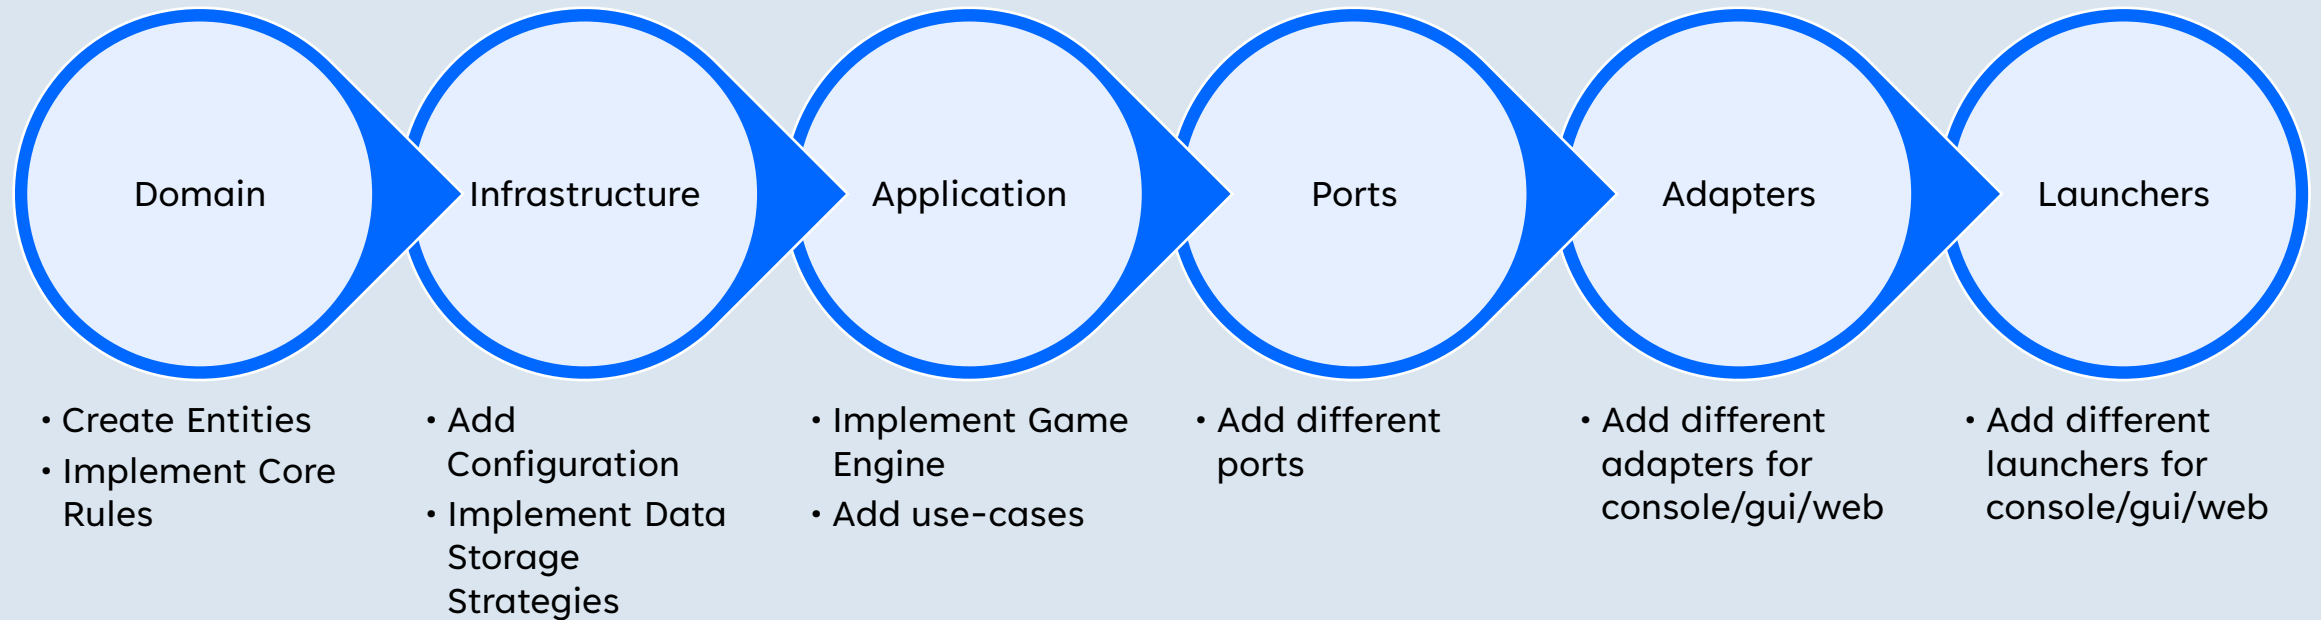 Domain
Infrastructure
Application
Ports
Adapters
Launchers
• Create Entities
• Implement Core
Rules
• Add
Configuration
• Implement Data
Storage
Strategies
• Implement Game
Engine
• Add use-cases
• Add different
ports
• Add different
adapters for
console/gui/web
• Add different
launchers for
console/gui/web